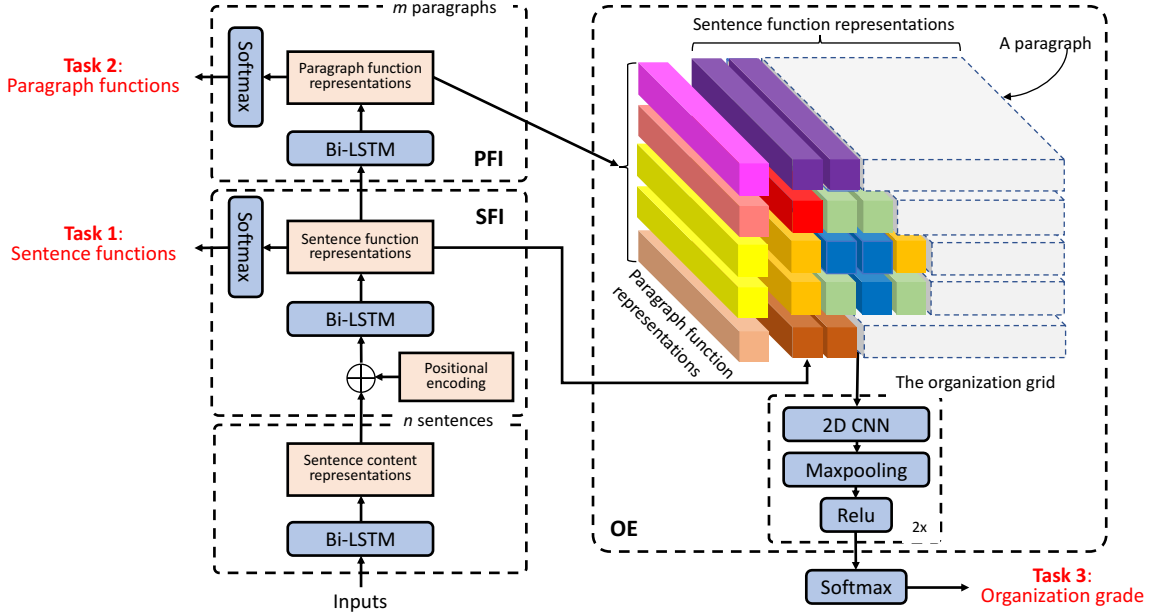 m paragraphs
Softmax
Task 2:
Paragraph functions
Paragraph function
representations
Bi-LSTM
PFI
SFI
Softmax
Task 1:
Sentence functions
Sentence function
representations
Bi-LSTM
Positional
encoding
n sentences
Sentence content
representations
Bi-LSTM
Inputs
Sentence function representations
A paragraph
Paragraph function
representations
The organization grid
2D CNN
Maxpooling
Relu
2x
OE
Softmax
Task 3:
Organization grade